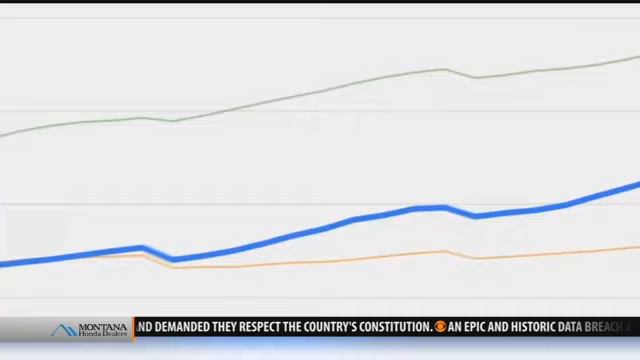 MONTANA
Honda Dealers
ND DEMANDED THEY RESPECT THE COUNTRY'S CONSTITUTION. AN EPIC AND HISTORIC DATA BREACH